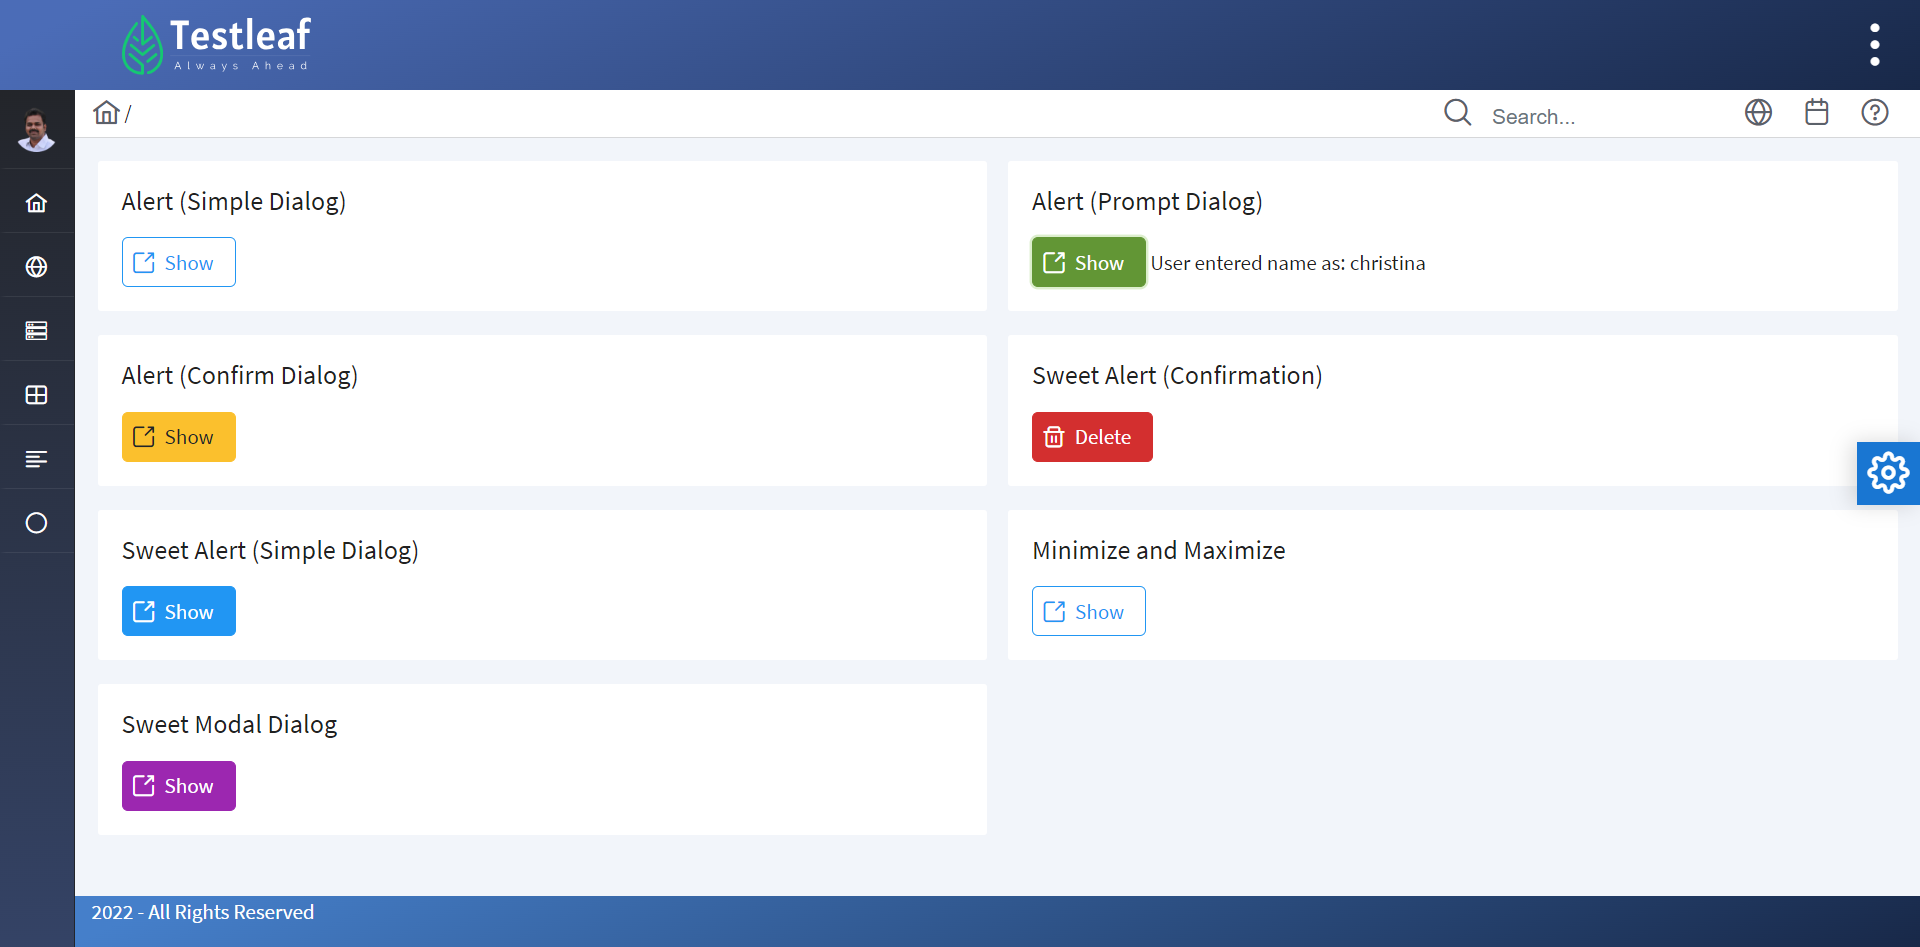 Testleaf
Always Ahead
/
Search...
Alert (Simple Dialog)
Show
Alert (Prompt Dialog)
Show User entered name as: christina
Alert (Confirm Dialog)
Show
Sweet Alert (Confirmation)
Delete
Sweet Alert (Simple Dialog)
Show
Minimize and Maximize
Show
Sweet Modal Dialog
Show
2022 - All Rights Reserved